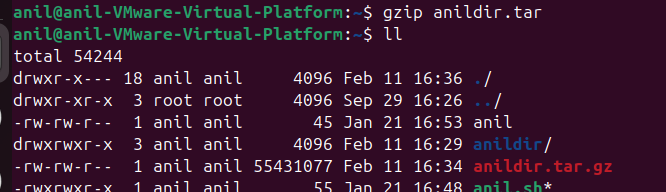 anil@anil-VMware-Virtual-Platform:~$ gzip anildir.tar
anil@anil-VMware-Virtual-Platform:~$ ll
total 54244
drwxr-x--- 18 anil anil     4096 Feb 11 16:36 ./
drwxr-xr-x  3 root root     4096 Sep 29 16:26 ../
-rw-rw-r--  1 anil anil       45 Jan 21 16:53 anil
drwxrwxr-x  3 anil anil     4096 Feb 11 16:29 anildir/
-rw-rw-r--  1 anil anil 55431077 Feb 11 16:34 anildir.tar.gz
-rwxrwxr-x  1 anil anil       55 Jan 21 16:48 anil.sh*